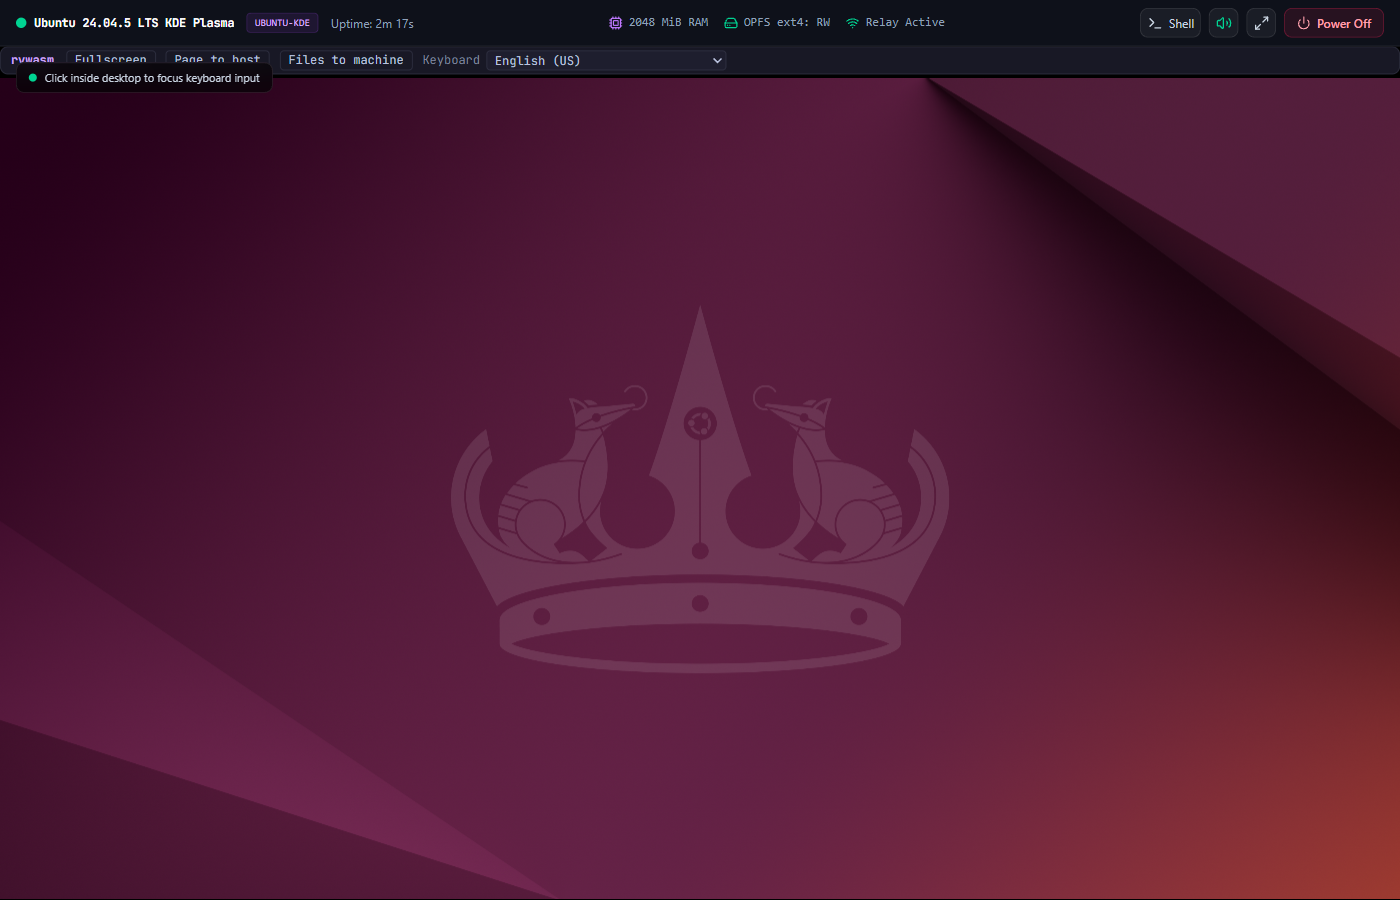 Ubuntu 24.04.5 LTS KDE Plasma UBUNTU-KDE Uptime: 2m 17s 2048 MiB RAM OPFS ext4: RW Relay Active Shell Power Off
rvwasm Fullscreen Page to host Files to machine Keyboard English (US)
Click inside desktop to focus keyboard input